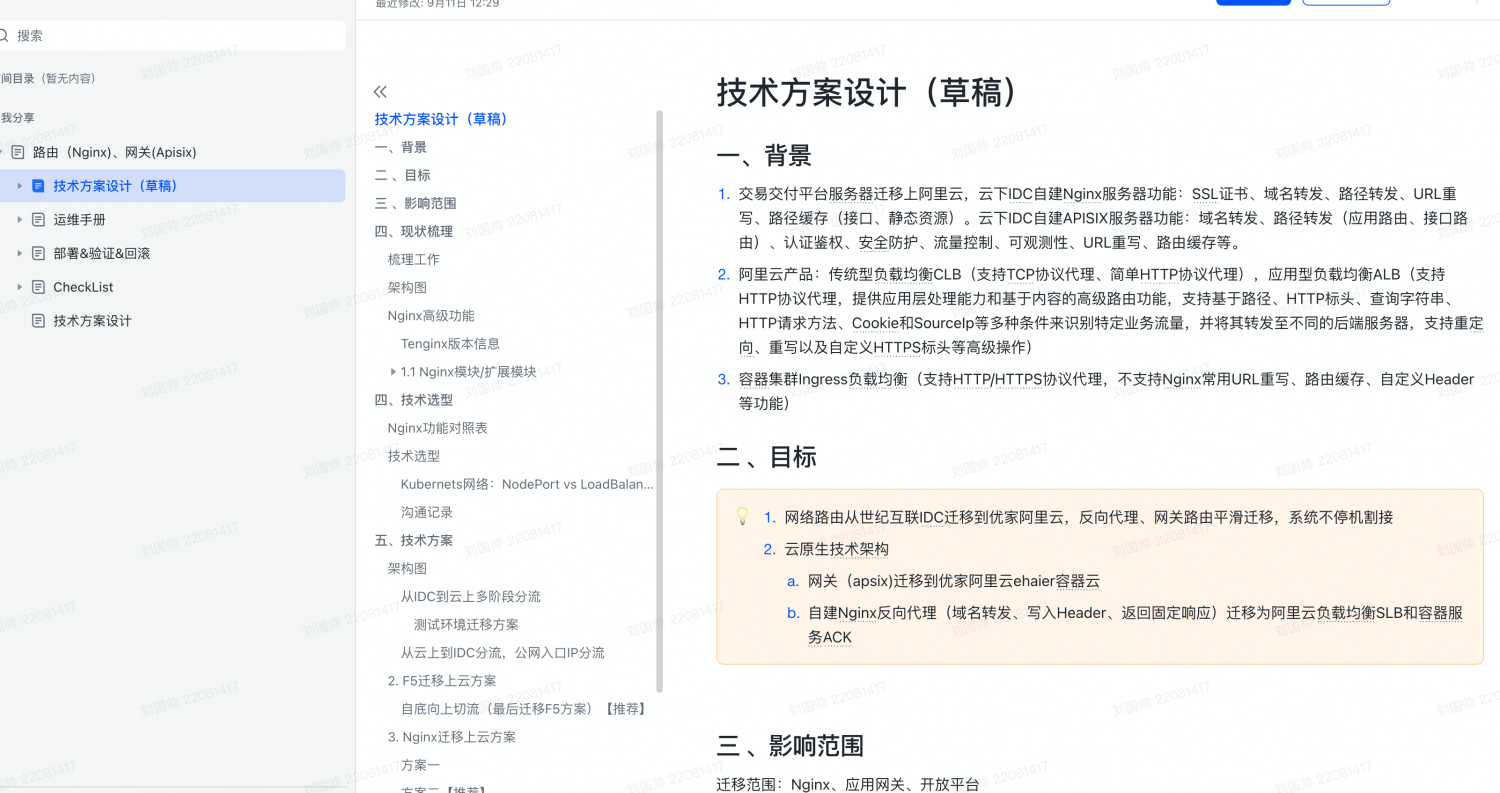 最近修改: 9月11日 12:29
搜索
间目录（暂无内容）
我分享
路由（Nginx）、网关(Apisix)
技术方案设计（草稿）
运维手册
部署&验证&回滚
CheckList
技术方案设计
技术方案设计（草稿）
一、背景
二 、目标
三 、影响范围
四、现状梳理
梳理工作
架构图
Nginx高级功能
Tenginx版本信息
1.1 Nginx模块/扩展模块
四、技术选型
Nginx功能对照表
技术选型
Kubernets网络：NodePort vs LoadBalan...
沟通记录
五、技术方案
架构图
从IDC到云上多阶段分流
测试环境迁移方案
从云上到IDC分流，公网入口IP分流
2. F5迁移上云方案
自底向上切流（最后迁移F5方案）【推荐】
3. Nginx迁移上云方案
方案一
方案二【推荐】
技术方案设计（草稿）
一、背景
1. 交易交付平台服务器迁移上阿里云，云下IDC自建Nginx服务器功能：SSL证书、域名转发、路径转发、URL重
写、路径缓存（接口、静态资源）。云下IDC自建APISIX服务器功能：域名转发、路径转发（应用路由、接口路
由）、认证鉴权、安全防护、流量控制、可观测性、URL重写、路由缓存等。
2. 阿里云产品：传统型负载均衡CLB（支持TCP协议代理、简单HTTP协议代理），应用型负载均衡ALB（支持
HTTP协议代理，提供应用层处理能力和基于内容的高级路由功能，支持基于路径、HTTP标头、查询字符串、
HTTP请求方法、Cookie和SourceIp等多种条件来识别特定业务流量，并将其转发至不同的后端服务器，支持重定
向、重写以及自定义HTTPS标头等高级操作）
3. 容器集群Ingress负载均衡（支持HTTP/HTTPS协议代理，不支持Nginx常用URL重写、路由缓存、自定义Header
等功能）
二 、目标
1. 网络路由从世纪互联IDC迁移到优家阿里云，反向代理、网关路由平滑迁移，系统不停机割接
2. 云原生技术架构
a. 网关（apsix)迁移到优家阿里云ehaier容器云
b. 自建Nginx反向代理（域名转发、写入Header、返回固定响应）迁移为阿里云负载均衡SLB和容器服
务ACK
三 、影响范围
迁移范围：Nginx、应用网关、开放平台
刘国帅 22081417